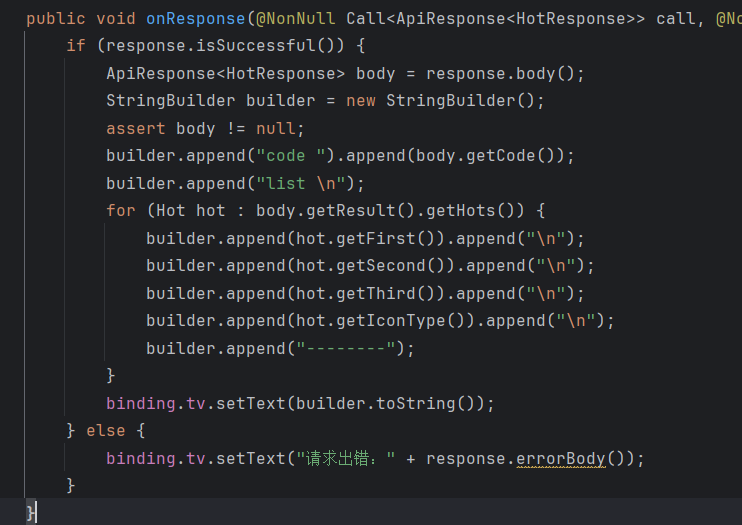 public void onResponse(@NonNull Call<ApiResponse<HotResponse>> call, @No
if (response.isSuccessful()) {
ApiResponse<HotResponse> body = response.body();
StringBuilder builder = new StringBuilder();
assert body != null;
builder.append("code ").append(body.getCode());
builder.append("list \n");
for (Hot hot : body.getResult().getHots()) {
builder.append(hot.getFirst()).append("\n");
builder.append(hot.getSecond()).append("\n");
builder.append(hot.getThird()).append("\n");
builder.append(hot.getIconType()).append("\n");
builder.append("--------");
}
binding.tv.setText(builder.toString());
} else {
binding.tv.setText("请求出错：" + response.errorBody());
}
}